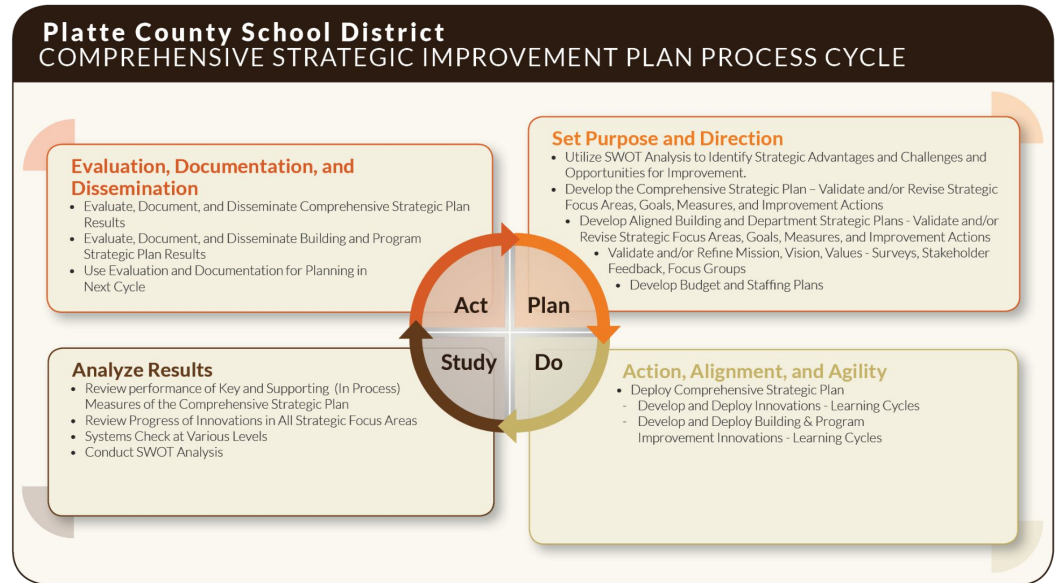 Platte County School District
COMPREHENSIVE STRATEGIC IMPROVEMENT PLAN PROCESS CYCLE
Evaluation, Documentation, and
Dissemination
• Evaluate, Document, and Disseminate Comprehensive Strategic Plan
Results
• Evaluate, Document, and Disseminate Building and Program
Strategic Plan Results
• Use Evaluation and Documentation for Planning in
Next Cycle
Set Purpose and Direction
• Utilize SWOT Analysis to Identify Strategic Advantages and Challenges and
Opportunities for Improvement.
• Develop the Comprehensive Strategic Plan – Validate and/or Revise Strategic
Focus Areas, Goals, Measures, and Improvement Actions
• Develop Aligned Building and Department Strategic Plans - Validate and/or
Revise Strategic Focus Areas, Goals, Measures, and Improvement Actions
• Validate and/or Refine Mission, Vision, Values - Surveys, Stakeholder
Feedback, Focus Groups
• Develop Budget and Staffing Plans
Act
Plan
Study
Do
Analyze Results
• Review performance of Key and Supporting (In Process)
Measures of the Comprehensive Strategic Plan
• Review Progress of Innovations in All Strategic Focus Areas
• Systems Check at Various Levels
• Conduct SWOT Analysis
Action, Alignment, and Agility
• Deploy Comprehensive Strategic Plan
- Develop and Deploy Innovations - Learning Cycles
- Develop and Deploy Building & Program
Improvement Innovations - Learning Cycles